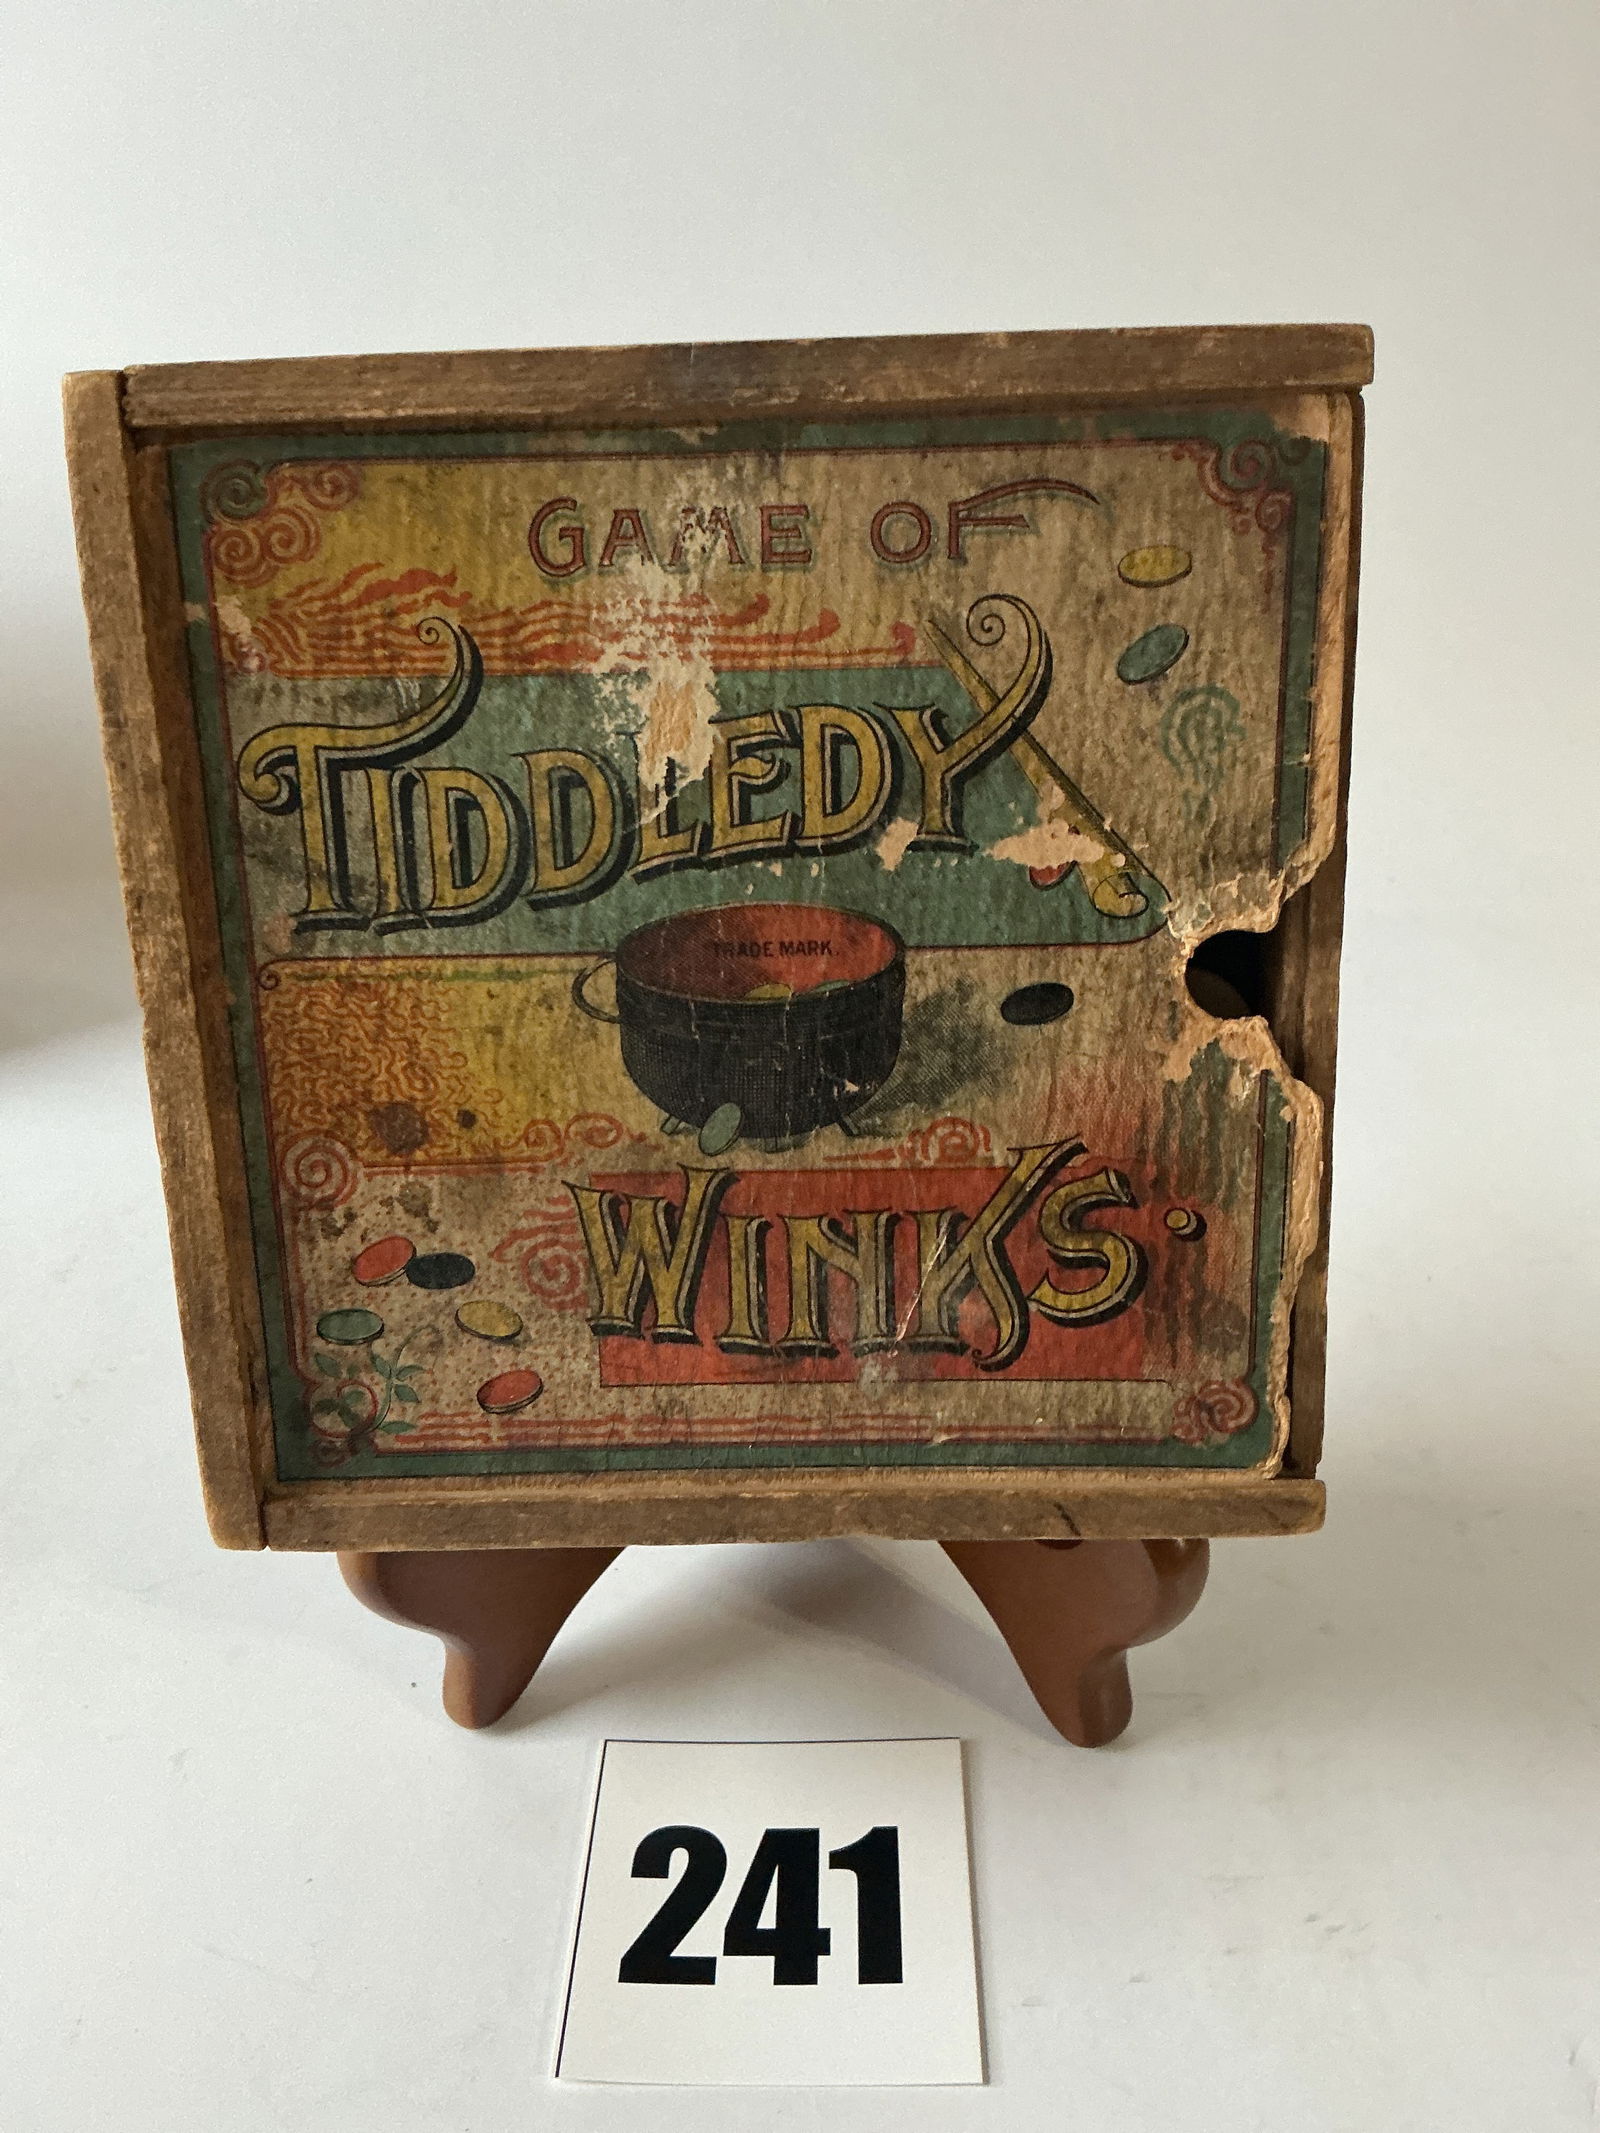 GAME OF
TIDDLEDY
TRADE MARK.
WINKS.
241